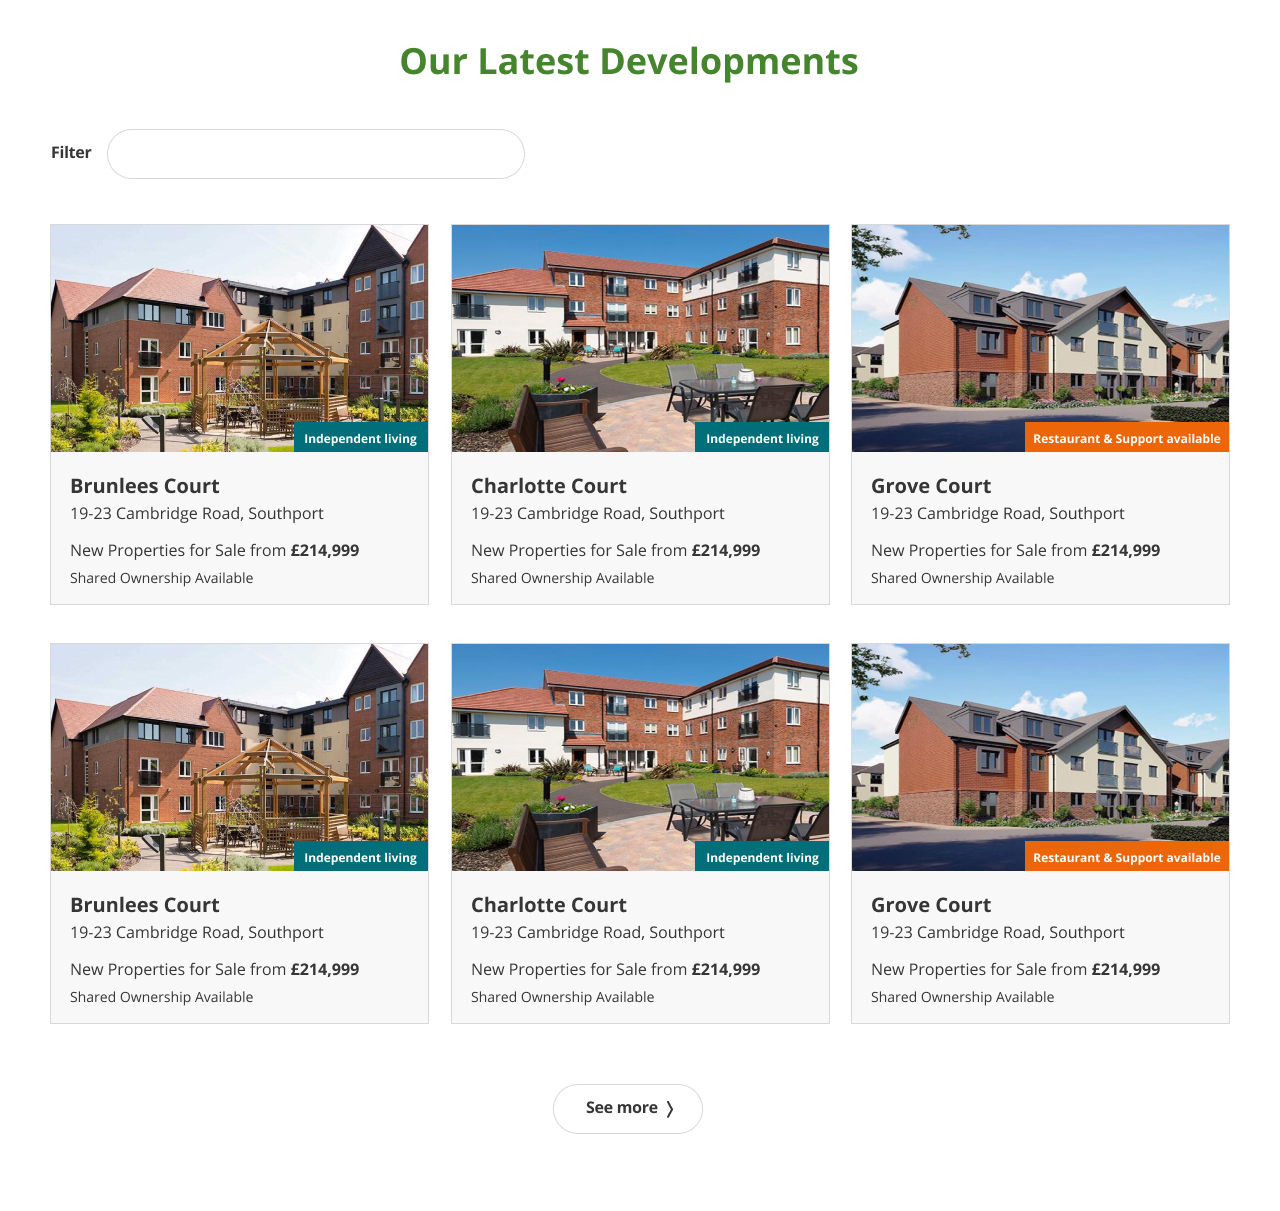 Our Latest Developments
Filter
Independent living
Independent living
Restaurant & Support available
Brunlees Court
19-23 Cambridge Road, Southport
New Properties for Sale from £214,999
Shared Ownership Available
Charlotte Court
19-23 Cambridge Road, Southport
New Properties for Sale from £214,999
Shared Ownership Available
Grove Court
19-23 Cambridge Road, Southport
New Properties for Sale from £214,999
Shared Ownership Available
Independent living
Independent living
Restaurant & Support available
Brunlees Court
19-23 Cambridge Road, Southport
New Properties for Sale from £214,999
Shared Ownership Available
Charlotte Court
19-23 Cambridge Road, Southport
New Properties for Sale from £214,999
Shared Ownership Available
Grove Court
19-23 Cambridge Road, Southport
New Properties for Sale from £214,999
Shared Ownership Available
See more